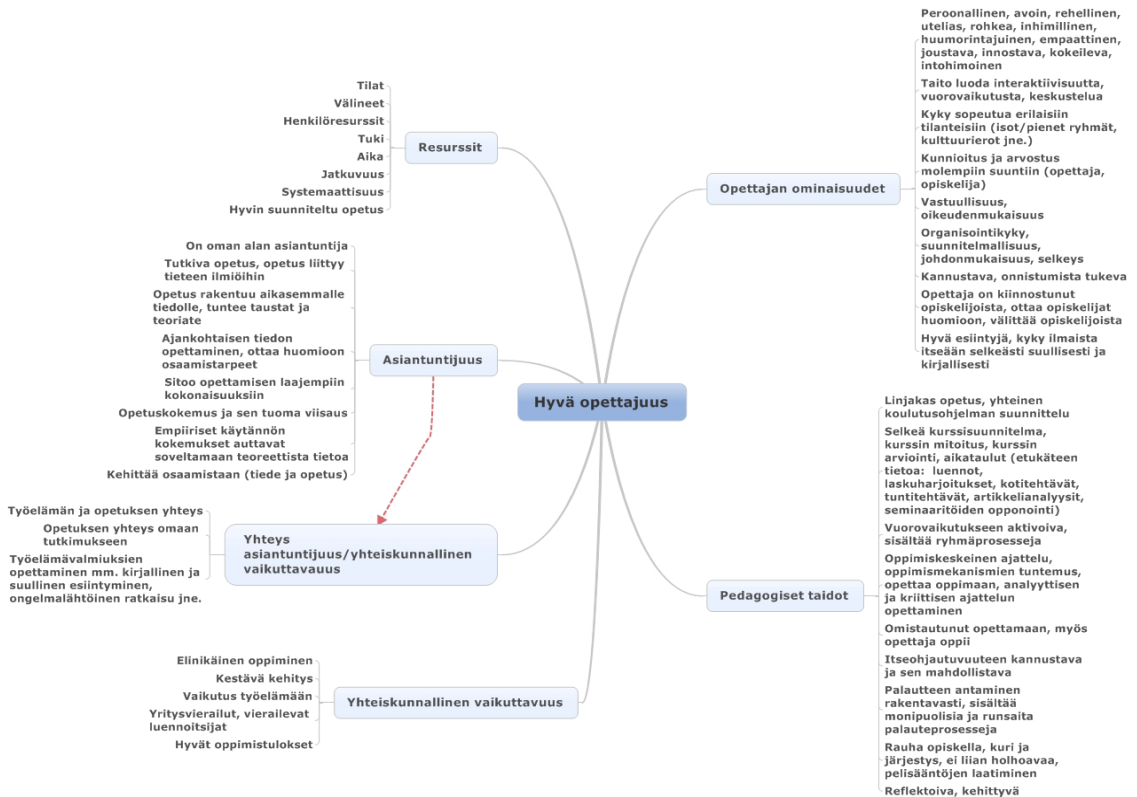 Hyvä opettajuus
Opettajan ominaisuudet
Peroonallinen, avoin, rehellinen,
utelias, rohkea, inhimillinen,
huumorintajuinen, empaattinen,
joustava, innostava, kokeileva,
intohimoinen
Taito luoda interaktiivisuutta,
vuorovaikutusta, keskustelua
Kyky sopeutua erilaisiin
tilanteisiin (isot/pienet ryhmät,
kulttuurierot jne.)
Kunnioitus ja arvostus
molempiin suuntiin (opettaja,
opiskelija)
Vastuullisuus,
oikeudenmukaisuus
Organisointikyky,
suunnitelmallisuus,
johdonmukaisuus, selkeys
Kannustava, onnistumista tukeva
Opettaja on kiinnostunut
opiskelijoista, ottaa opiskelijat
huomioon, välittää opiskelijoista
Hyvä esiintyjä, kyky ilmaista
itseään selkeästi suullisesti ja
kirjallisesti
Pedagogiset taidot
Linjakas opetus, yhteinen
koulutusohjelman suunnittelu
Selkeä kurssisuunnitelma,
kurssin mitoitus, kurssin
arviointi, aikataulut (etukäteen
tietoa:  luennot,
laskuharjoitukset, kotitehtävät,
tuntitehtävät, artikkelianalyysit,
seminaaritöiden opponointi)
Vuorovaikutukseen aktivoiva,
sisältää ryhmäprosesseja
Oppimiskeskeinen ajattelu,
oppimismekanismien tuntemus,
opettaa oppimaan, analyyttisen
ja kriittisen ajattelun
opettaminen
Omistautunut opettamaan, myös
opettaja oppii
Itseohjautuvuuteen kannustava
ja sen mahdollistava
Palautteen antaminen
rakentavasti, sisältää
monipuolisia ja runsaita
palauteprosesseja
Rauha opiskella, kuri ja
järjestys, ei liian holhoavaa,
pelisääntöjen laatiminen
Reflektoiva, kehittyvä
Resurssit
Tilat
Välineet
Henkilöresurssit
Tuki
Aika
Jatkuvuus
Systemaattisuus
Hyvin suunniteltu opetus
Asiantuntijuus
On oman alan asiantuntija
Tutkiva opetus, opetus liittyy
tieteen ilmiöihin
Opetus rakentuu aikasemmalle
tiedolle, tuntee taustat ja
teoriate
Ajankohtaisen tiedon
opettaminen, ottaa huomioon
osaamistarpeet
Sitoo opettamisen laajempiin
kokonaisuuksiin
Opetuskokemus ja sen tuoma viisaus
Empiiriset käytännön
kokemukset auttavat
soveltamaan teoreettista tietoa
Kehittää osaamistaan (tiede ja opetus)
Yhteys
asiantuntijuus/yhteiskunnallinen
vaikuttavauus
Työelämän ja opetuksen yhteys
Opetuksen yhteys omaan
tutkimukseen
Työelämävalmiuksien
opettaminen mm. kirjallinen ja
suullinen esiintyminen,
ongelmalähtöinen ratkaisu jne.
Yhteiskunnallinen vaikuttavuus
Elinikäinen oppiminen
Kestävä kehitys
Vaikutus työelämään
Yritysvierailut, vierailevat
luennoitsijat
Hyvät oppimistulokset